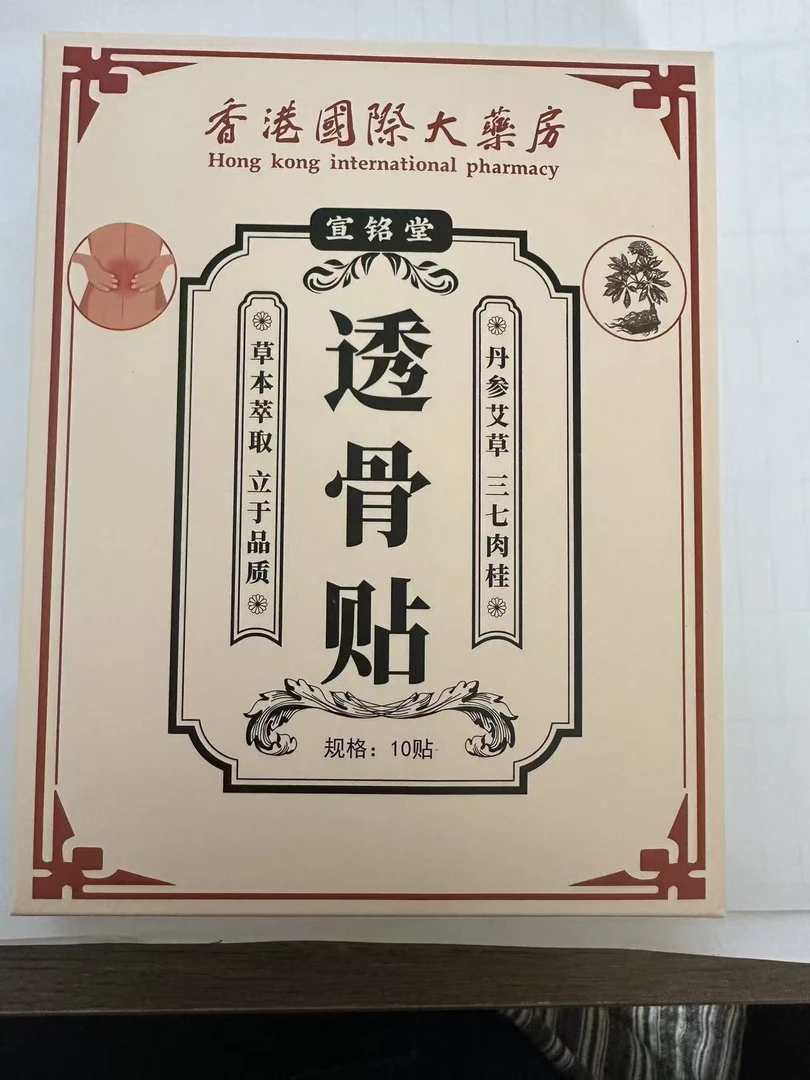 香港國際大藥房
Hong kong international pharmacy
宣铭堂
丹参艾草 三七肉桂
透骨贴
草本萃取 立于品质
规格：10贴